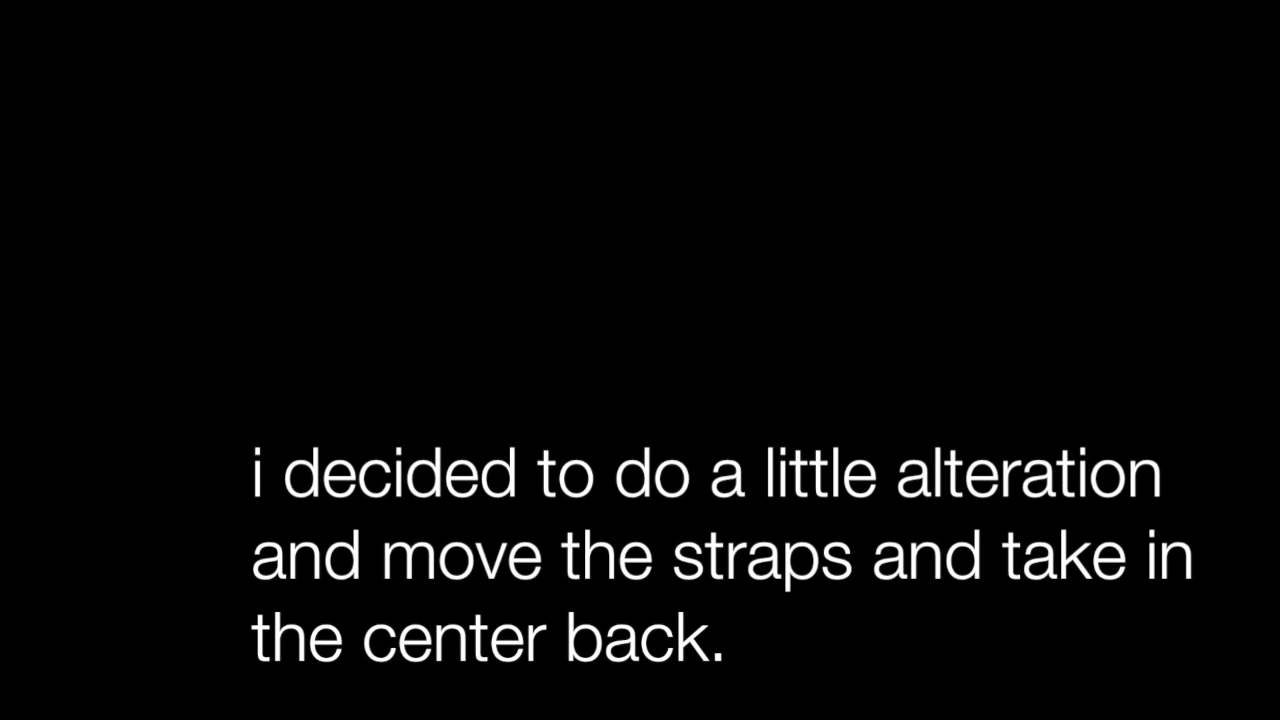 i decided to do a little alteration
and move the straps and take in
the center back.